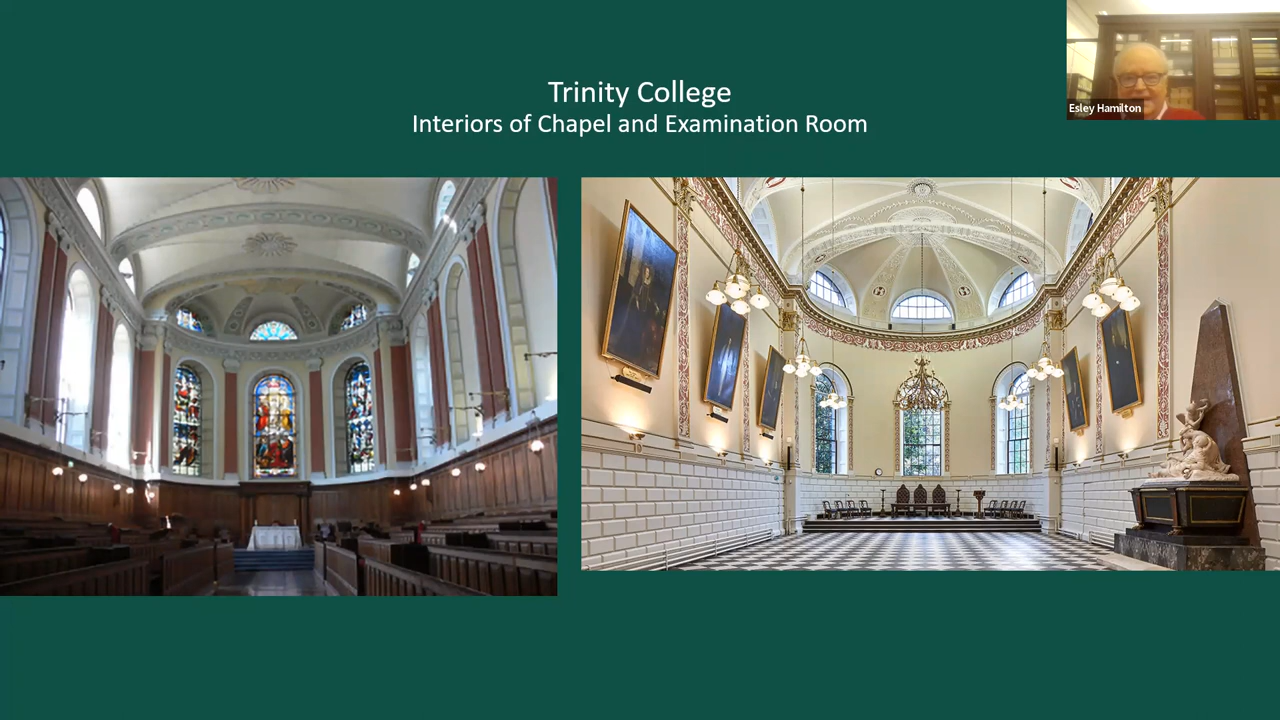 Trinity College
Interiors of Chapel and Examination Room
Esley Hamilton